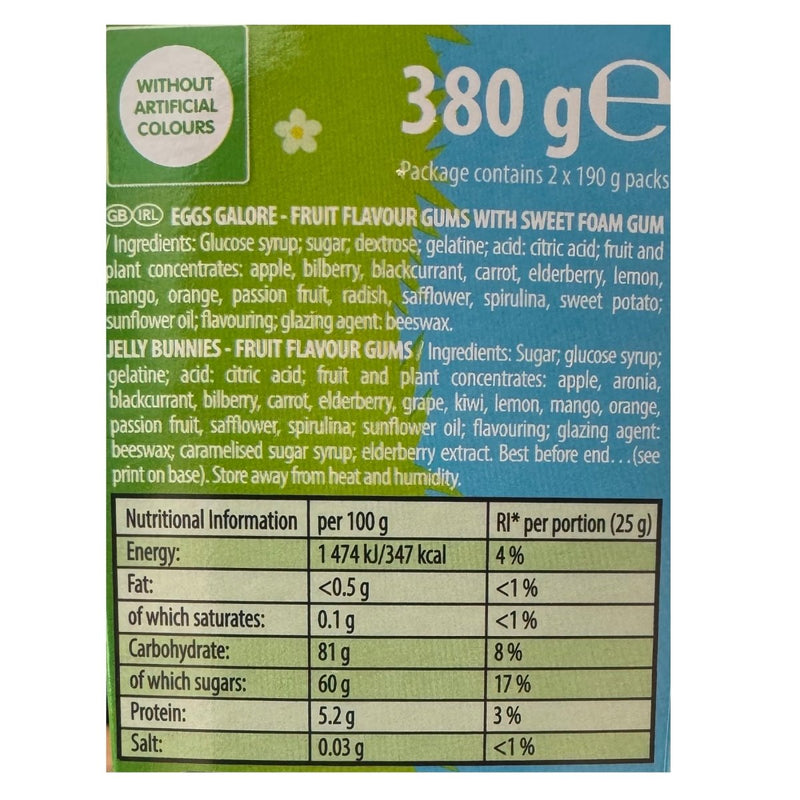 WITHOUT
ARTIFICIAL
COLOURS
380 g e
Package contains 2 x 190 g packs
GB IRL EGGS GALORE - FRUIT FLAVOUR GUMS WITH SWEET FOAM GUM
/ Ingredients: Glucose syrup; sugar; dextrose; gelatine; acid: citric acid; fruit and
plant concentrates: apple, bilberry, blackcurrant, carrot, elderberry, lemon,
mango, orange, passion fruit, radish, safflower, spirulina, sweet potato;
sunflower oil; flavouring; glazing agent: beeswax.
JELLY BUNNIES - FRUIT FLAVOUR GUMS / Ingredients: Sugar; glucose syrup;
gelatine; acid: citric acid; fruit and plant concentrates: apple, aronia,
blackcurrant, bilberry, carrot, elderberry, grape, kiwi, lemon, mango, orange,
passion fruit, safflower, spirulina; sunflower oil; flavouring; glazing agent:
beeswax; caramelised sugar syrup; elderberry extract. Best before end...(see
print on base). Store away from heat and humidity.
Nutritional Information per 100 g RI* per portion (25 g)
Energy: 1 474 kJ/347 kcal 4 %
Fat: <0.5 g <1 %
of which saturates: 0.1 g <1 %
Carbohydrate: 81 g 8 %
of which sugars: 60 g 17 %
Protein: 5.2 g 3 %
Salt: 0.03 g <1 %